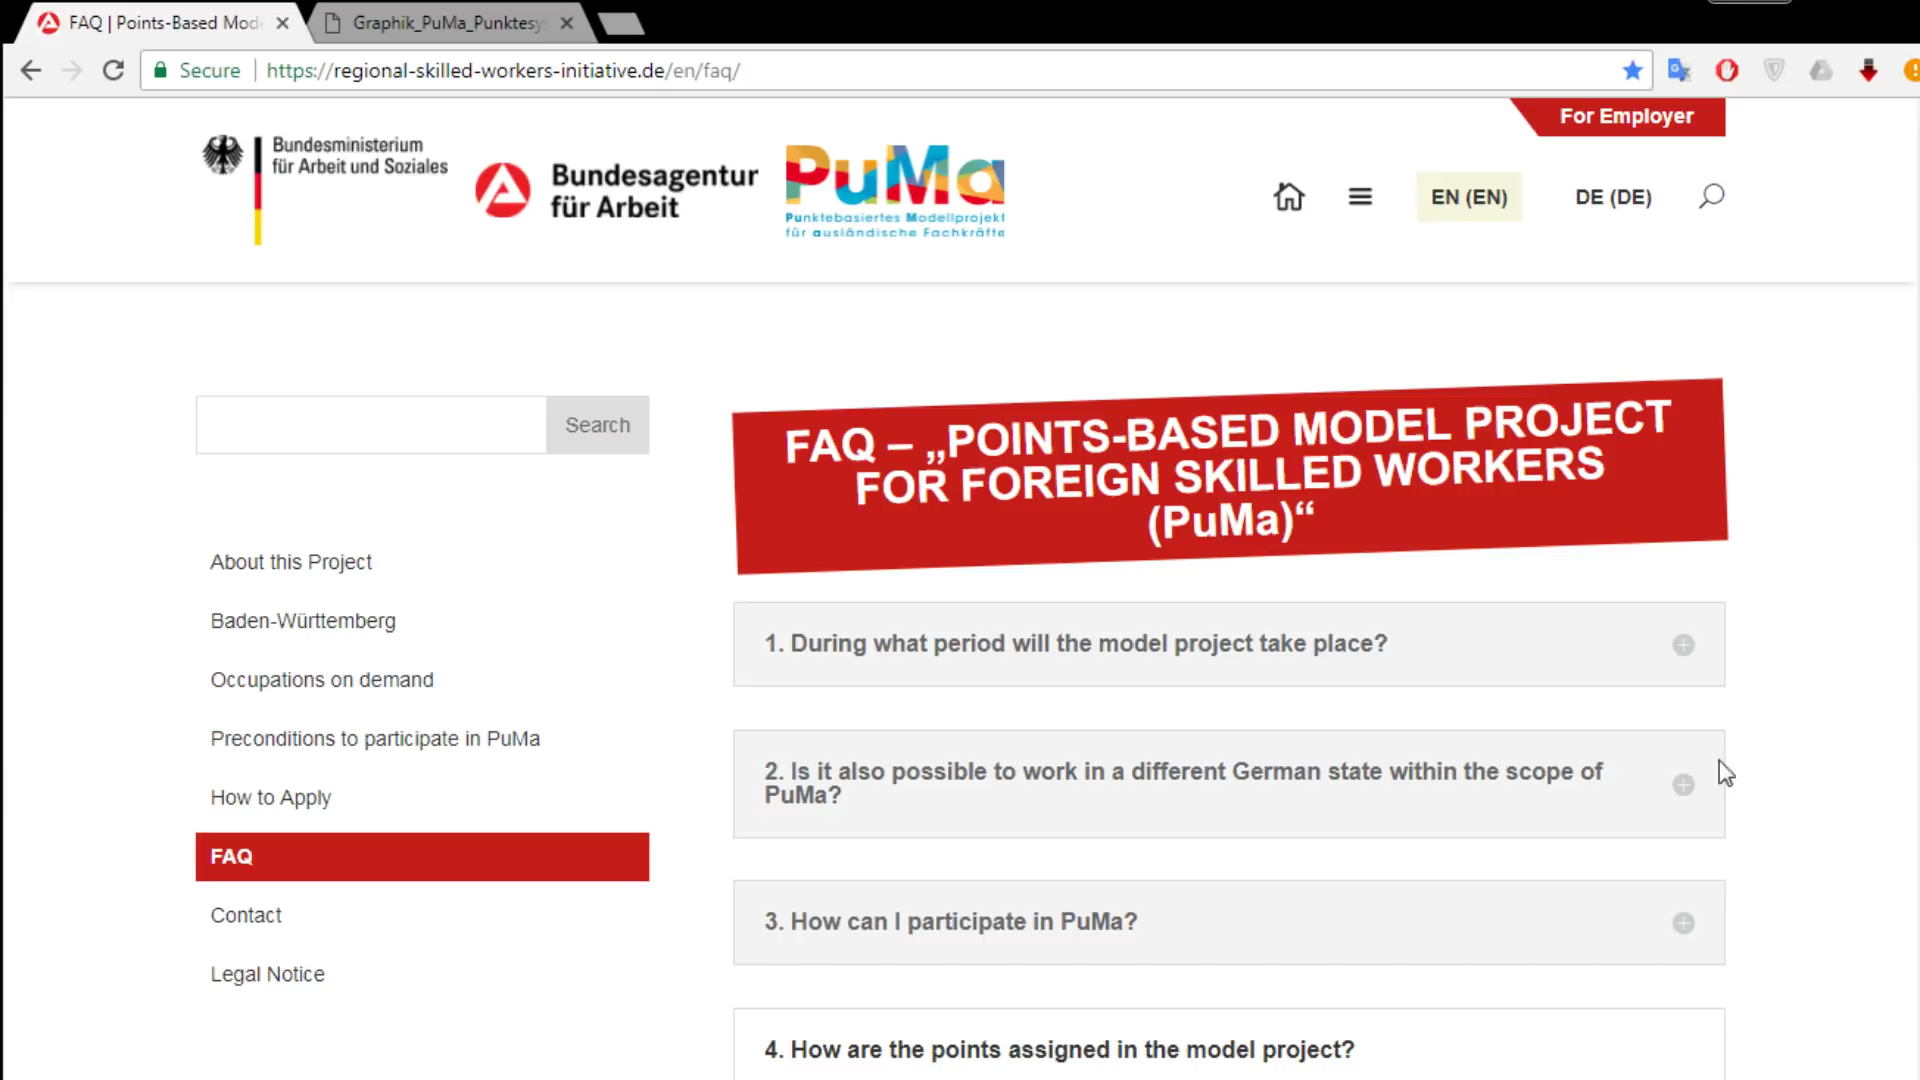 FAQ | Points-Based Mod
Graphik_PuMa_Punktesy
Secure
https://regional-skilled-workers-initiative.de/en/faq/
For Employer
Bundesministerium
für Arbeit und Soziales
Bundesagentur
für Arbeit
PuMa
Punktebasiertes Modellprojekt
für ausländische Fachkräfte
EN (EN)
DE (DE)
Search
FAQ – „POINTS-BASED MODEL PROJECT
FOR FOREIGN SKILLED WORKERS
(PuMa)“
About this Project
Baden-Württemberg
Occupations on demand
Preconditions to participate in PuMa
How to Apply
FAQ
Contact
Legal Notice
1. During what period will the model project take place?
2. Is it also possible to work in a different German state within the scope of
PuMa?
3. How can I participate in PuMa?
4. How are the points assigned in the model project?